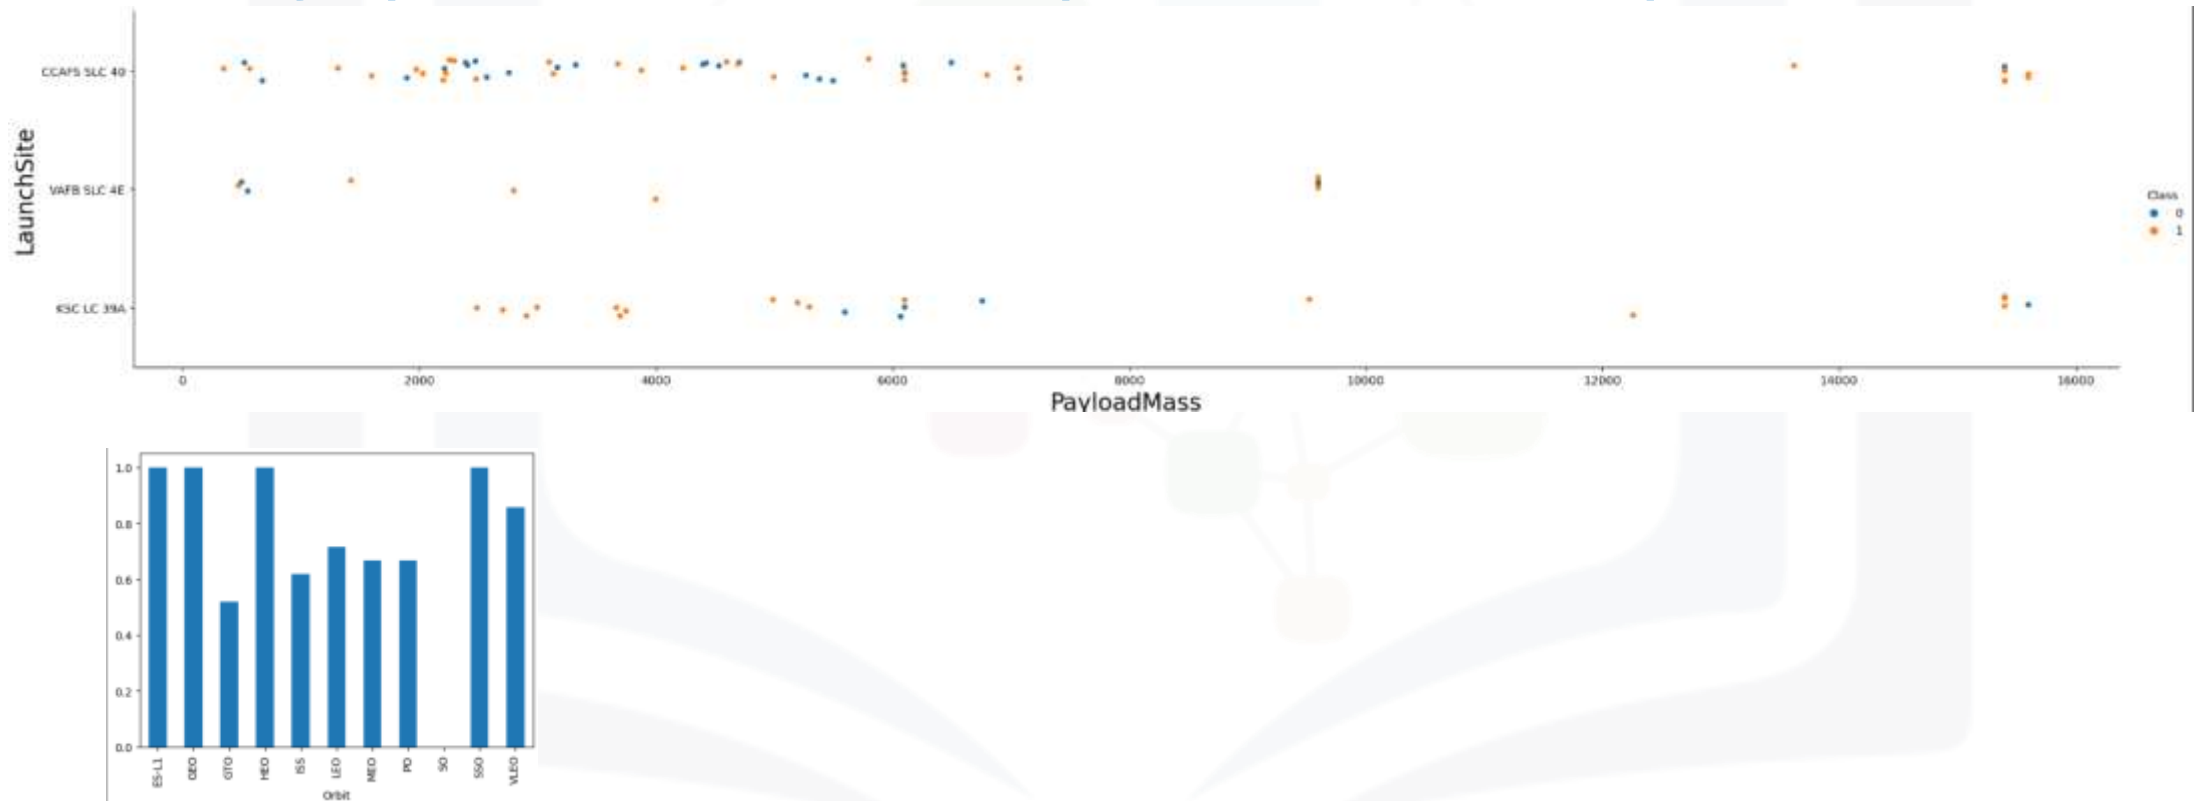 CCAFS SLC 40
VAFB SLC 4E
KSC LC 39A
LaunchSite
Class
0
1
0 2000 4000 6000 8000 10000 12000 14000 16000
PayloadMass
1.0
0.8
0.6
0.4
0.2
0.0
ES-L1 GEO GTO HEO ISS LEO MEO PO SO SSO VLEO
Orbit